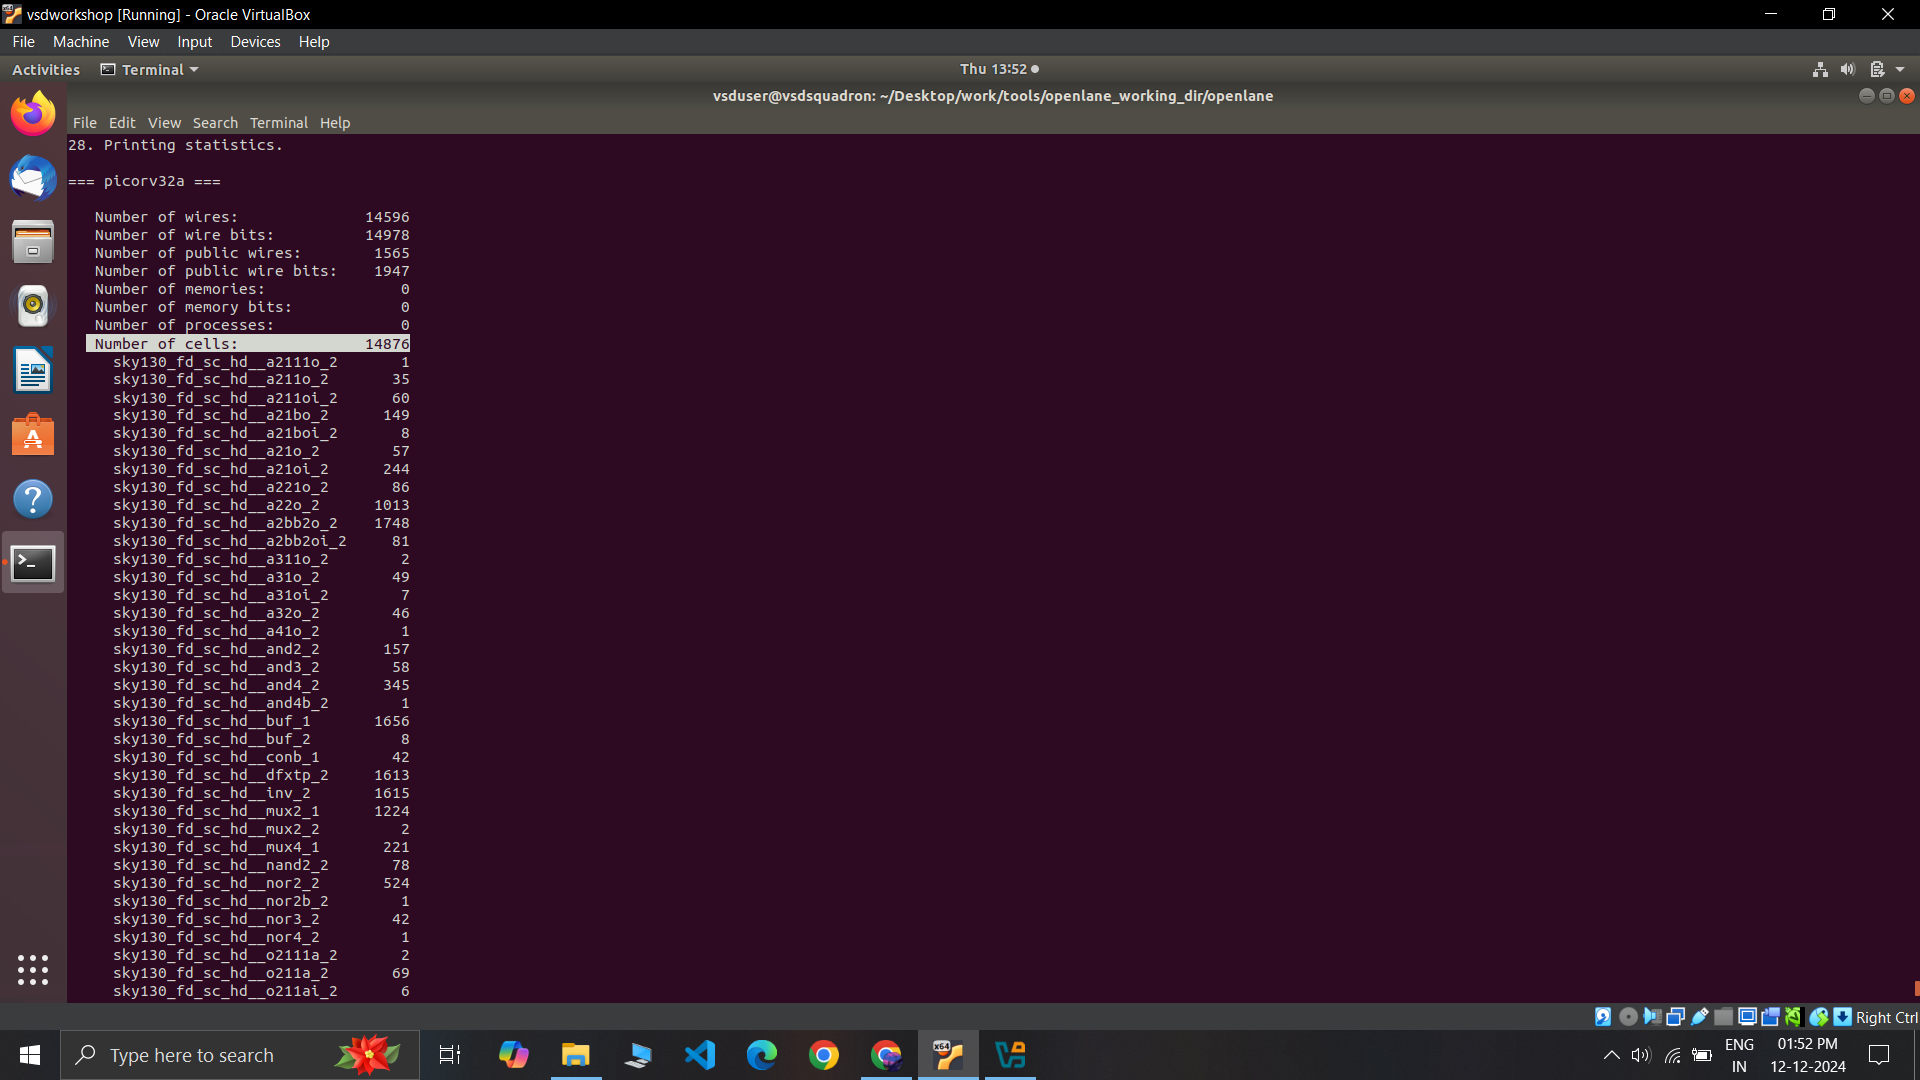 vsdworkshop [Running] - Oracle VirtualBox
File Machine View Input Devices Help
Activities Terminal Thu 13:52
vsduser@vsdsquadron: ~/Desktop/work/tools/openlane_working_dir/openlane
File Edit View Search Terminal Help
28. Printing statistics.
=== picorv32a ===
Number of wires: 14596
Number of wire bits: 14978
Number of public wires: 1565
Number of public wire bits: 1947
Number of memories: 0
Number of memory bits: 0
Number of processes: 0
Number of cells: 14876
sky130_fd_sc_hd__a2111o_2 1
sky130_fd_sc_hd__a211o_2 35
sky130_fd_sc_hd__a211oi_2 60
sky130_fd_sc_hd__a21bo_2 149
sky130_fd_sc_hd__a21boi_2 8
sky130_fd_sc_hd__a21o_2 57
sky130_fd_sc_hd__a21oi_2 244
sky130_fd_sc_hd__a221o_2 86
sky130_fd_sc_hd__a22o_2 1013
sky130_fd_sc_hd__a2bb2o_2 1748
sky130_fd_sc_hd__a2bb2oi_2 81
sky130_fd_sc_hd__a311o_2 2
sky130_fd_sc_hd__a31o_2 49
sky130_fd_sc_hd__a31oi_2 7
sky130_fd_sc_hd__a32o_2 46
sky130_fd_sc_hd__a41o_2 1
sky130_fd_sc_hd__and2_2 157
sky130_fd_sc_hd__and3_2 58
sky130_fd_sc_hd__and4_2 345
sky130_fd_sc_hd__and4b_2 1
sky130_fd_sc_hd__buf_1 1656
sky130_fd_sc_hd__buf_2 8
sky130_fd_sc_hd__conb_1 42
sky130_fd_sc_hd__dfxtp_2 1613
sky130_fd_sc_hd__inv_2 1615
sky130_fd_sc_hd__mux2_1 1224
sky130_fd_sc_hd__mux2_2 2
sky130_fd_sc_hd__mux4_1 221
sky130_fd_sc_hd__nand2_2 78
sky130_fd_sc_hd__nor2_2 524
sky130_fd_sc_hd__nor2b_2 1
sky130_fd_sc_hd__nor3_2 42
sky130_fd_sc_hd__nor4_2 1
sky130_fd_sc_hd__o2111a_2 2
sky130_fd_sc_hd__o211a_2 69
sky130_fd_sc_hd__o211ai_2 6
Right Ctrl
Type here to search
x64
ENG
IN
01:52 PM
12-12-2024